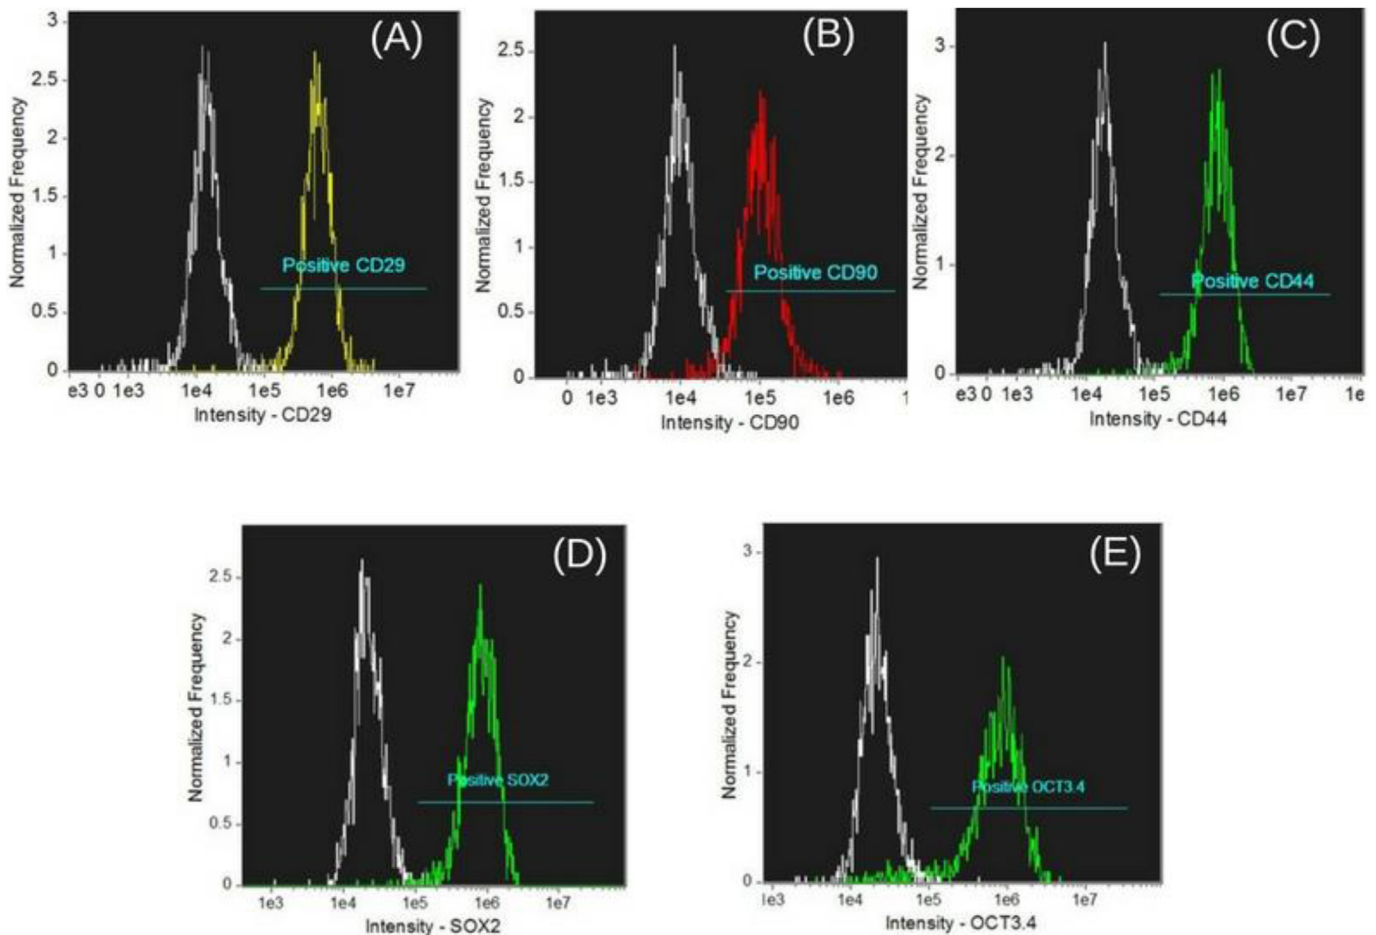 (A)
3
2.5
2
1.5
1
0.5
0
Normalized Frequency
Positive CD29
e3 0 1e3 1e4 1e5 1e6 1e7
Intensity - CD29
(B)
2.5
2
1.5
1
0.5
0
Normalized Frequency
Positive CD90
0 1e3 1e4 1e5 1e6 1
Intensity - CD90
(C)
3
2
1
0
Normalized Frequency
Positive CD44
e3 0 1e3 1e4 1e5 1e6 1e7 1e
Intensity - CD44
(D)
2.5
2
1.5
1
0.5
0
Normalized Frequency
Positive SOX2
1e3 1e4 1e5 1e6 1e7
Intensity - SOX2
(E)
3
2
1
0
Normalized Frequency
Positive OCT3.4
1e3 1e4 1e5 1e6 1e7
Intensity - OCT3.4